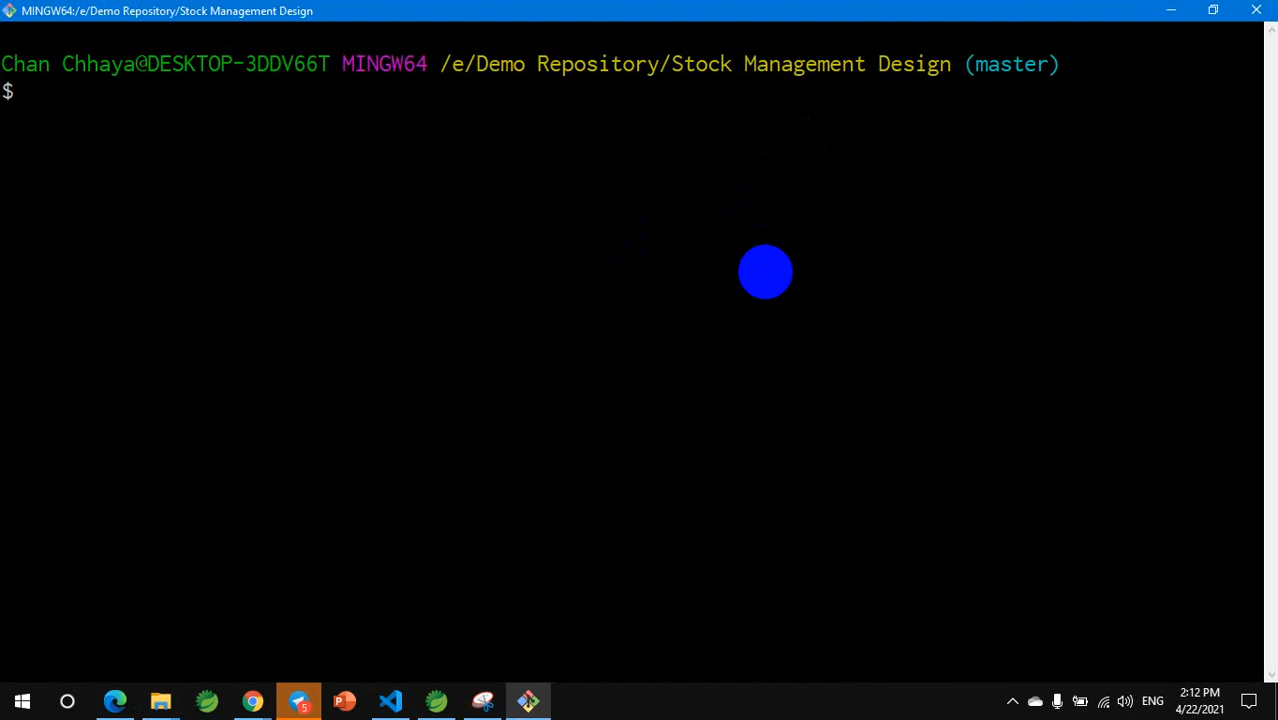 MINGW64:/e/Demo Repository/Stock Management Design
Chan Chhaya@DESKTOP-3DDV66T MINGW64 /e/Demo Repository/Stock Management Design (master)
$
5
ENG
2:12 PM
4/22/2021